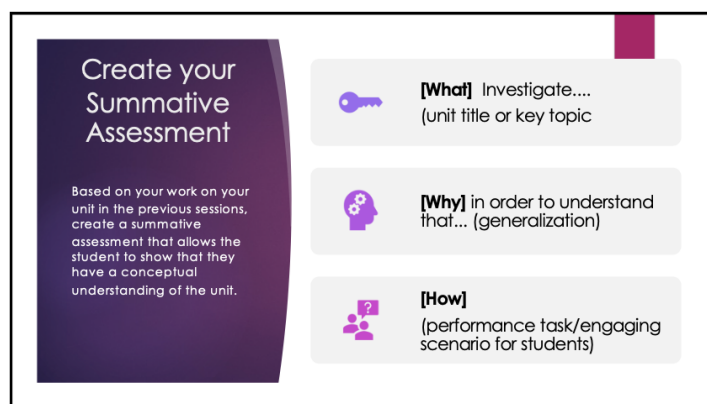 Create your
Summative
Assessment
Based on your work on your
unit in the previous sessions,
create a summative
assessment that allows the
student to show that they
have a conceptual
understanding of the unit.
[What] Investigate....
(unit title or key topic
[Why] in order to understand
that... (generalization)
[How]
(performance task/engaging
scenario for students)